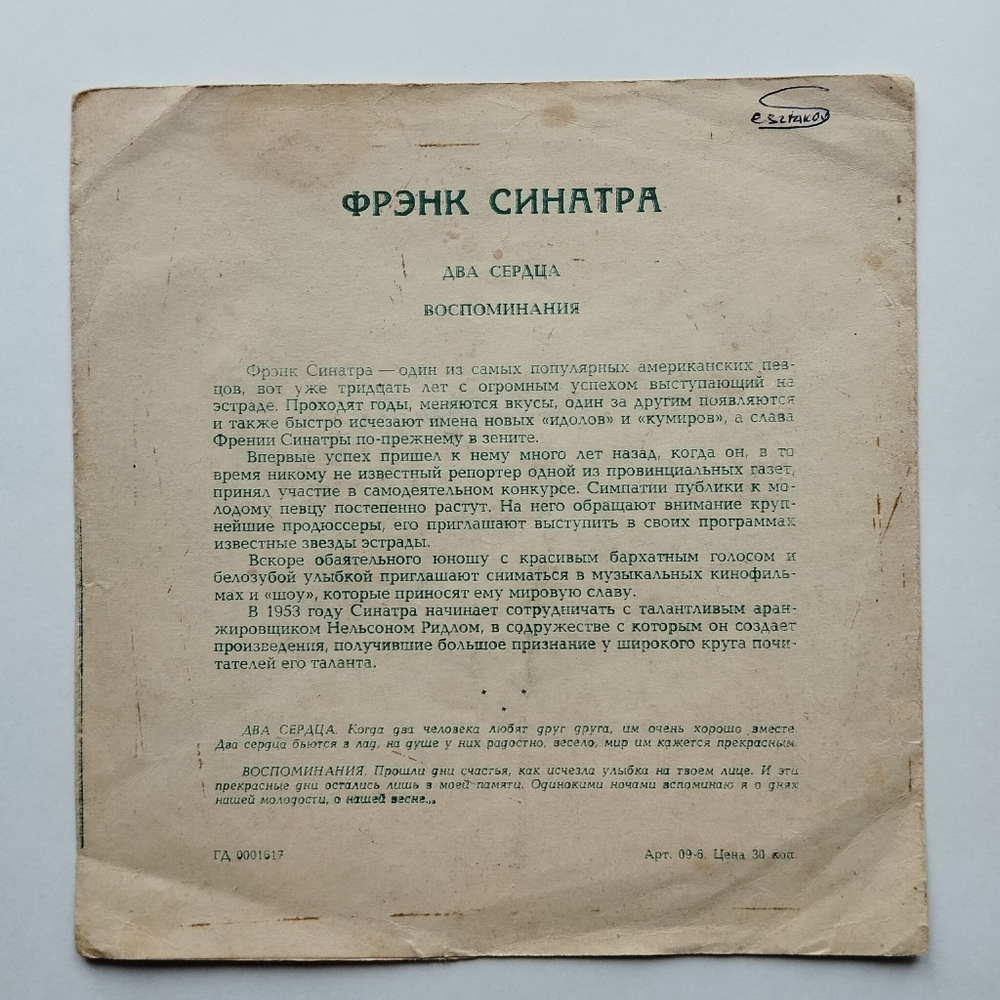 ФРЭНК СИНАТРА
ДВА СЕРДЦА
ВОСПОМИНАНИЯ
Фрэнк Синатра — один из самых популярных американских пев-
цов, вот уже тридцать лет с огромным успехом выступающий на
эстраде. Проходят годы, меняются вкусы, один за другим появляются
и также быстро исчезают имена новых «идолов» и «кумиров», а слава
Френии Синатры по-прежнему в зените.
Впервые успех пришел к нему много лет назад, когда он, в то
время никому не известный репортер одной из провинциальных газет,
принял участие в самодеятельном конкурсе. Симпатии публики к мо-
лодому певцу постепенно растут. На него обращают внимание круп-
нейшие продюссеры, его приглашают выступить в своих программах
известные звезды эстрады.
Вскоре обаятельного юношу с красивым бархатным голосом и
белозубой улыбкой приглашают сниматься в музыкальных кинофиль-
мах и «шоу», которые приносят ему мировую славу.
В 1953 году Синатра начинает сотрудничать с талантливым аран-
жировщиком Нельсоном Ридлом, в содружестве с которым он создает
произведения, получившие большое признание у широкого круга почи-
тателей его таланта.
* *
*
ДВА СЕРДЦА. Когда два человека любят друг друга, им очень хорошо вместе.
Два сердца бьются в лад, на душе у них радостно, весело, мир им кажется прекрасным.
ВОСПОМИНАНИЯ. Прошли дни счастья, как исчезла улыбка на твоем лице. И эти
прекрасные дни остались лишь в моей памяти. Одинокими ночами вспоминаю я о днях
нашей молодости, о нашей весне...
ГД 0001617
Арт. 09-6. Цена 30 коп.